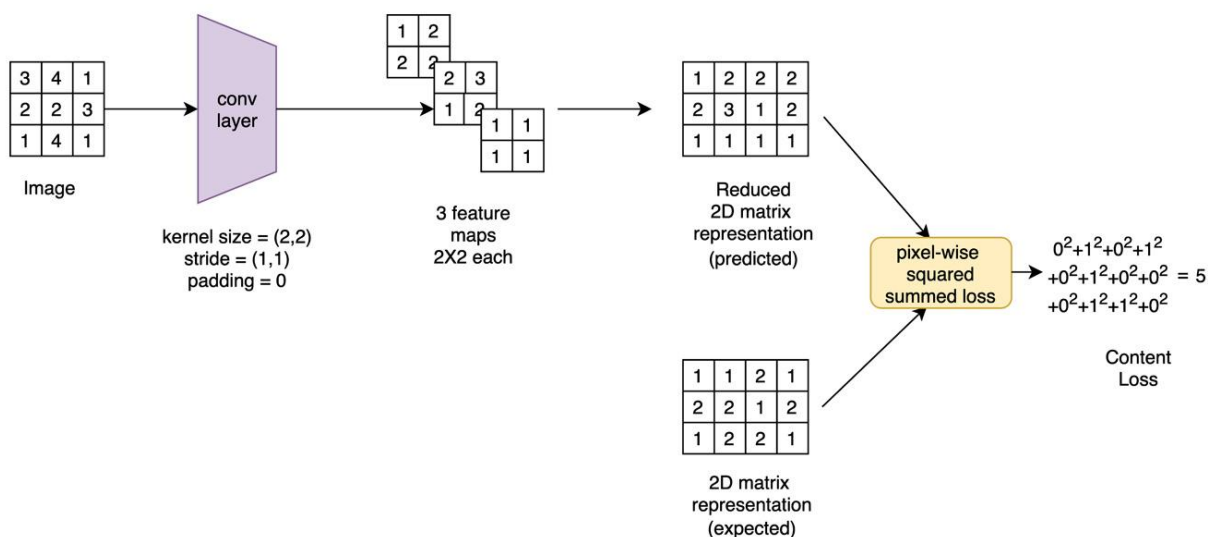 3 4 1
2 2 3
1 4 1
Image
conv
layer
kernel size = (2,2)
stride = (1,1)
padding = 0
1 2
2 2
2 3
1 2
1 1
1 1
3 feature
maps
2X2 each
1 2 2 2
2 3 1 2
1 1 1 1
Reduced
2D matrix
representation
(predicted)
1 1 2 1
2 2 1 2
1 2 2 1
2D matrix
representation
(expected)
pixel-wise
squared
summed loss
0²+1²+0²+1²
+0²+1²+0²+0² = 5
+0²+1²+1²+0²
Content
Loss